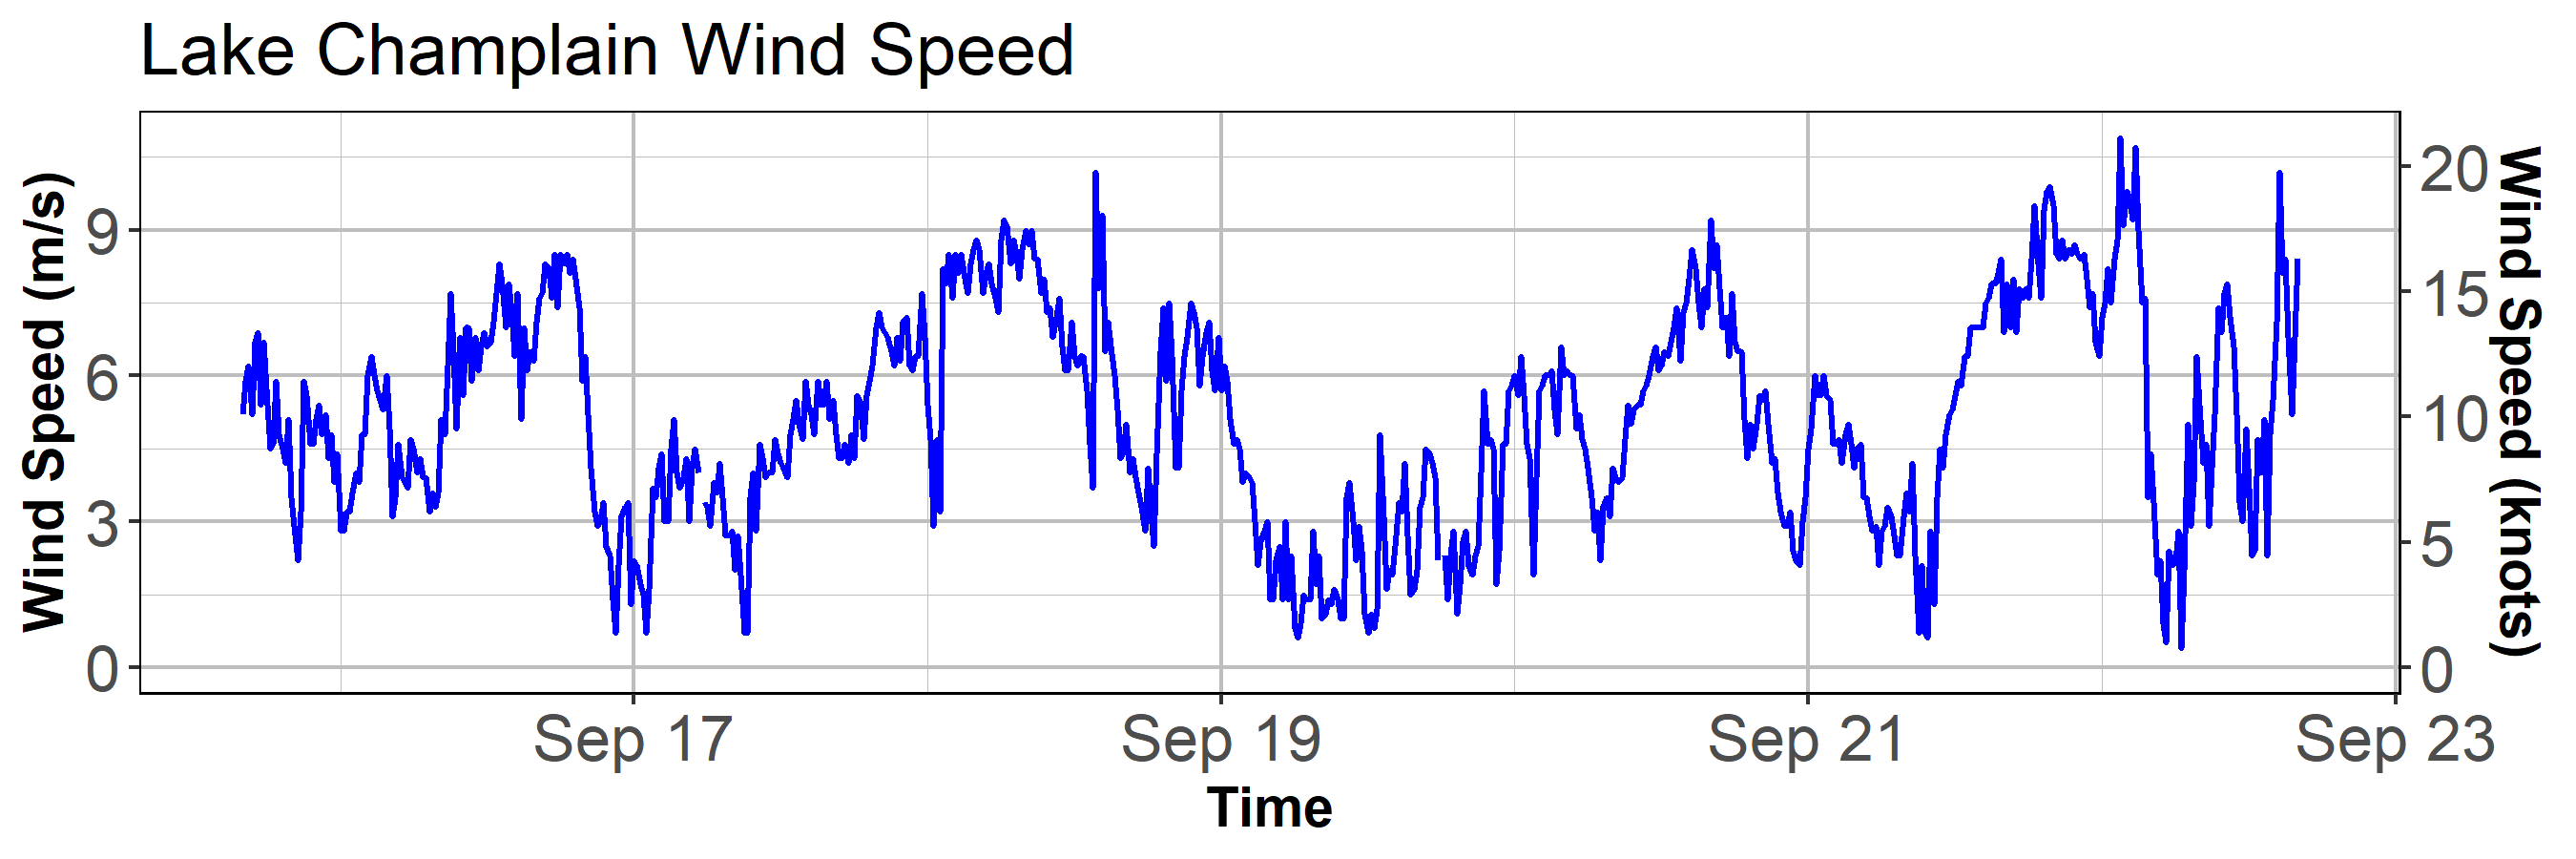 Lake Champlain Wind Speed
Wind Speed (m/s)
9
6
3
0
20
15
10
5
0
Wind Speed (knots)
Sep 17
Sep 19
Sep 21
Sep 23
Time